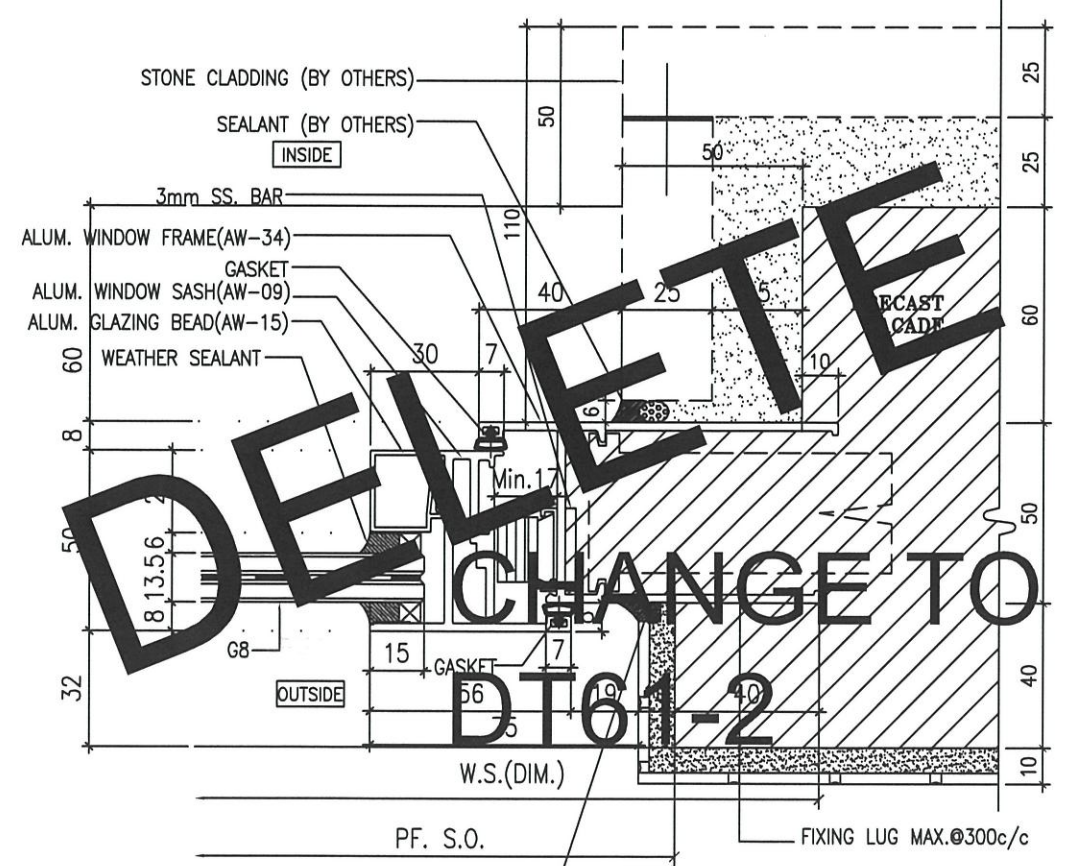 STONE CLADDING (BY OTHERS)
SEALANT (BY OTHERS)
INSIDE
3mm SS. BAR
ALUM. WINDOW FRAME(AW-34)
GASKET
ALUM. WINDOW SASH(AW-09)
ALUM. GLAZING BEAD(AW-15)
WEATHER SEALANT
50
110
50
25
25
60
50
40
10
40
25
5
10
6
30
7
Min.17
60
8
50
32
6
13.5
8
G8
OUTSIDE
15
GASKET
7
56
19
40
W.S.(DIM.)
PF. S.O.
FIXING LUG MAX.@300c/c
DELETE
CHANGE TO
DT61-2